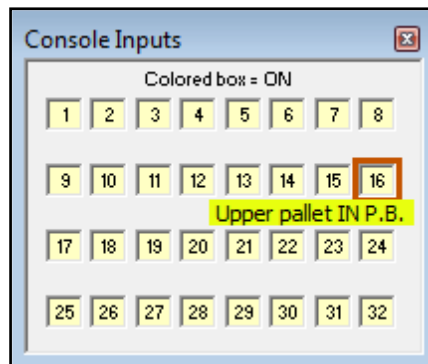 Console Inputs
Colored box = ON
1 2 3 4 5 6 7 8
9 10 11 12 13 14 15 16
Upper pallet IN P.B.
17 18 19 20 21 22 23 24
25 26 27 28 29 30 31 32